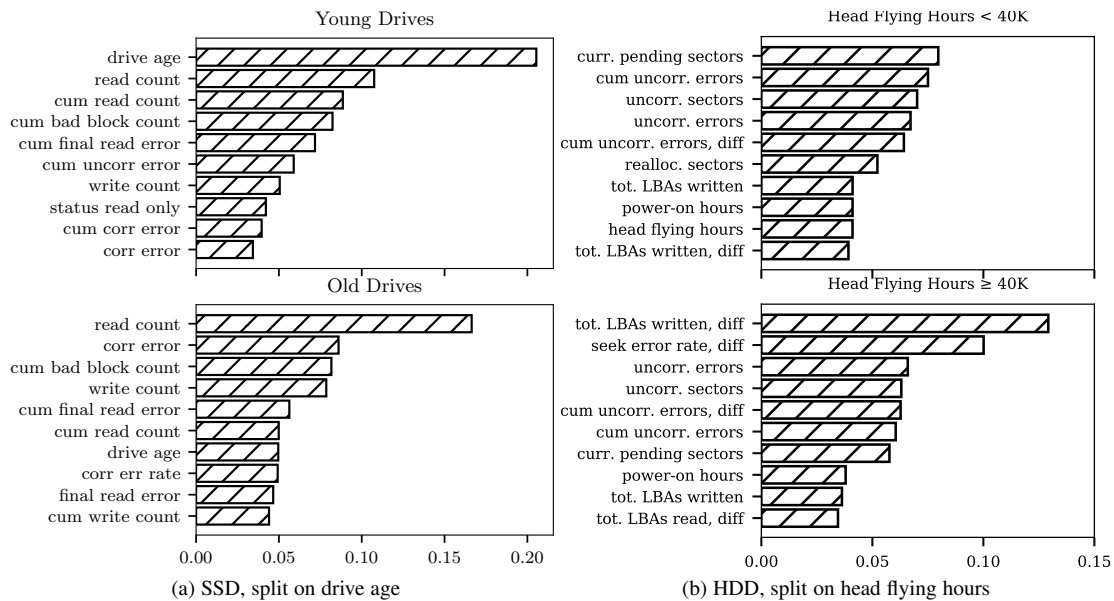 Young Drives
drive age
read count
cum read count
cum bad block count
cum final read error
cum uncorr error
write count
status read only
cum corr error
corr error
Old Drives
read count
corr error
cum bad block count
write count
cum final read error
cum read count
drive age
corr err rate
final read error
cum write count
0.00 0.05 0.10 0.15 0.20
(a) SSD, split on drive age
Head Flying Hours < 40K
curr. pending sectors
cum uncorr. errors
uncorr. sectors
uncorr. errors
cum uncorr. errors, diff
realloc. sectors
tot. LBAs written
power-on hours
head flying hours
tot. LBAs written, diff
Head Flying Hours ≥ 40K
tot. LBAs written, diff
seek error rate, diff
uncorr. errors
uncorr. sectors
cum uncorr. errors, diff
cum uncorr. errors
curr. pending sectors
power-on hours
tot. LBAs written
tot. LBAs read, diff
0.00 0.05 0.10 0.15
(b) HDD, split on head flying hours